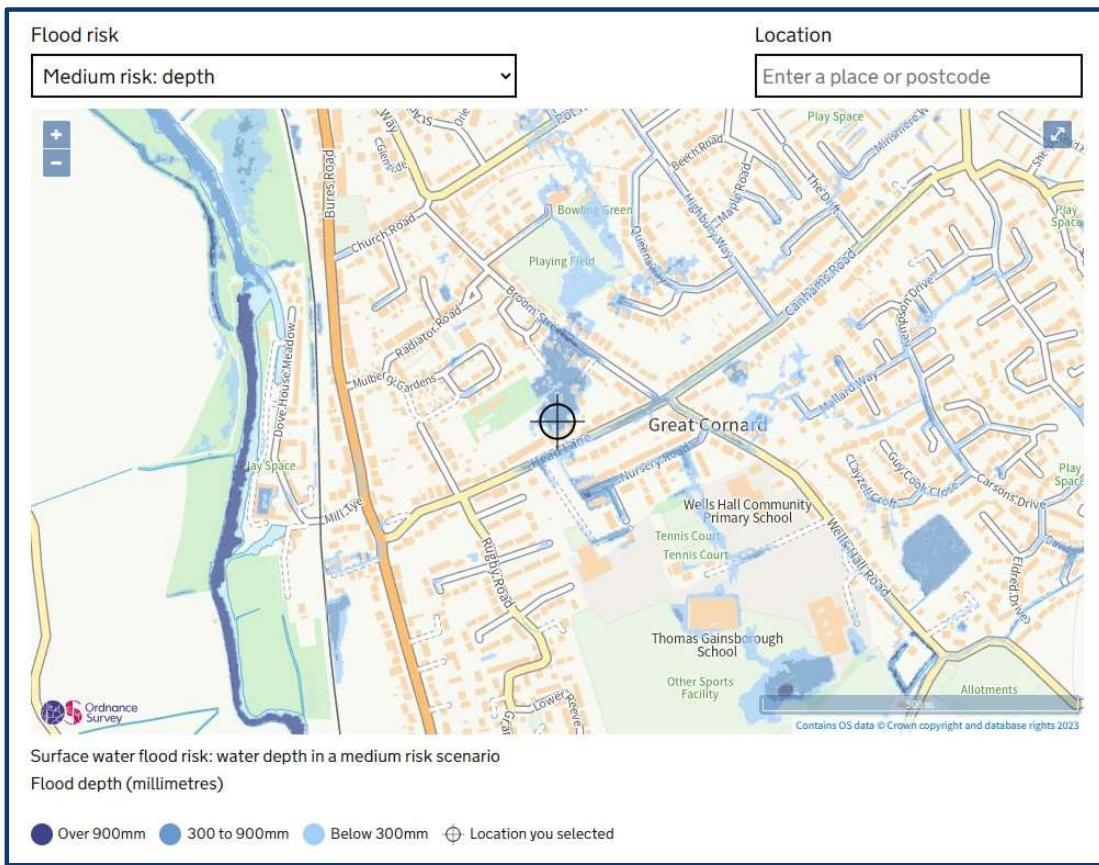 Flood risk
Location
Medium risk: depth
Enter a place or postcode
+
−
Play Space
Bures Road
Beech Road
Minsmere
The Drift
Maple Road
Highbury Way
Queensway
Church Road
Bowling Green
Playing Field
Play
Space
Canhams Road
Broom Street
Radiator Road
Dove House Meadow
Mulberry Gardens
Mallard Way
Great Cornard
Head Lane
Nursery Road
Guy Cook Close
Clayzell Croft
Carsons Drive
Play
Space
Play Space
Mill Tye
Wells Hall Community
Primary School
Tennis Court
Tennis Court
Rugby Road
Wells Hall Road
Eldred Drive
Thomas Gainsborough
School
Other Sports
Facility
Allotments
Lower Reeve
Ordnance
Survey
500 m
Contains OS data © Crown copyright and database rights 2023
Surface water flood risk: water depth in a medium risk scenario
Flood depth (millimetres)
Over 900mm 300 to 900mm Below 300mm Location you selected